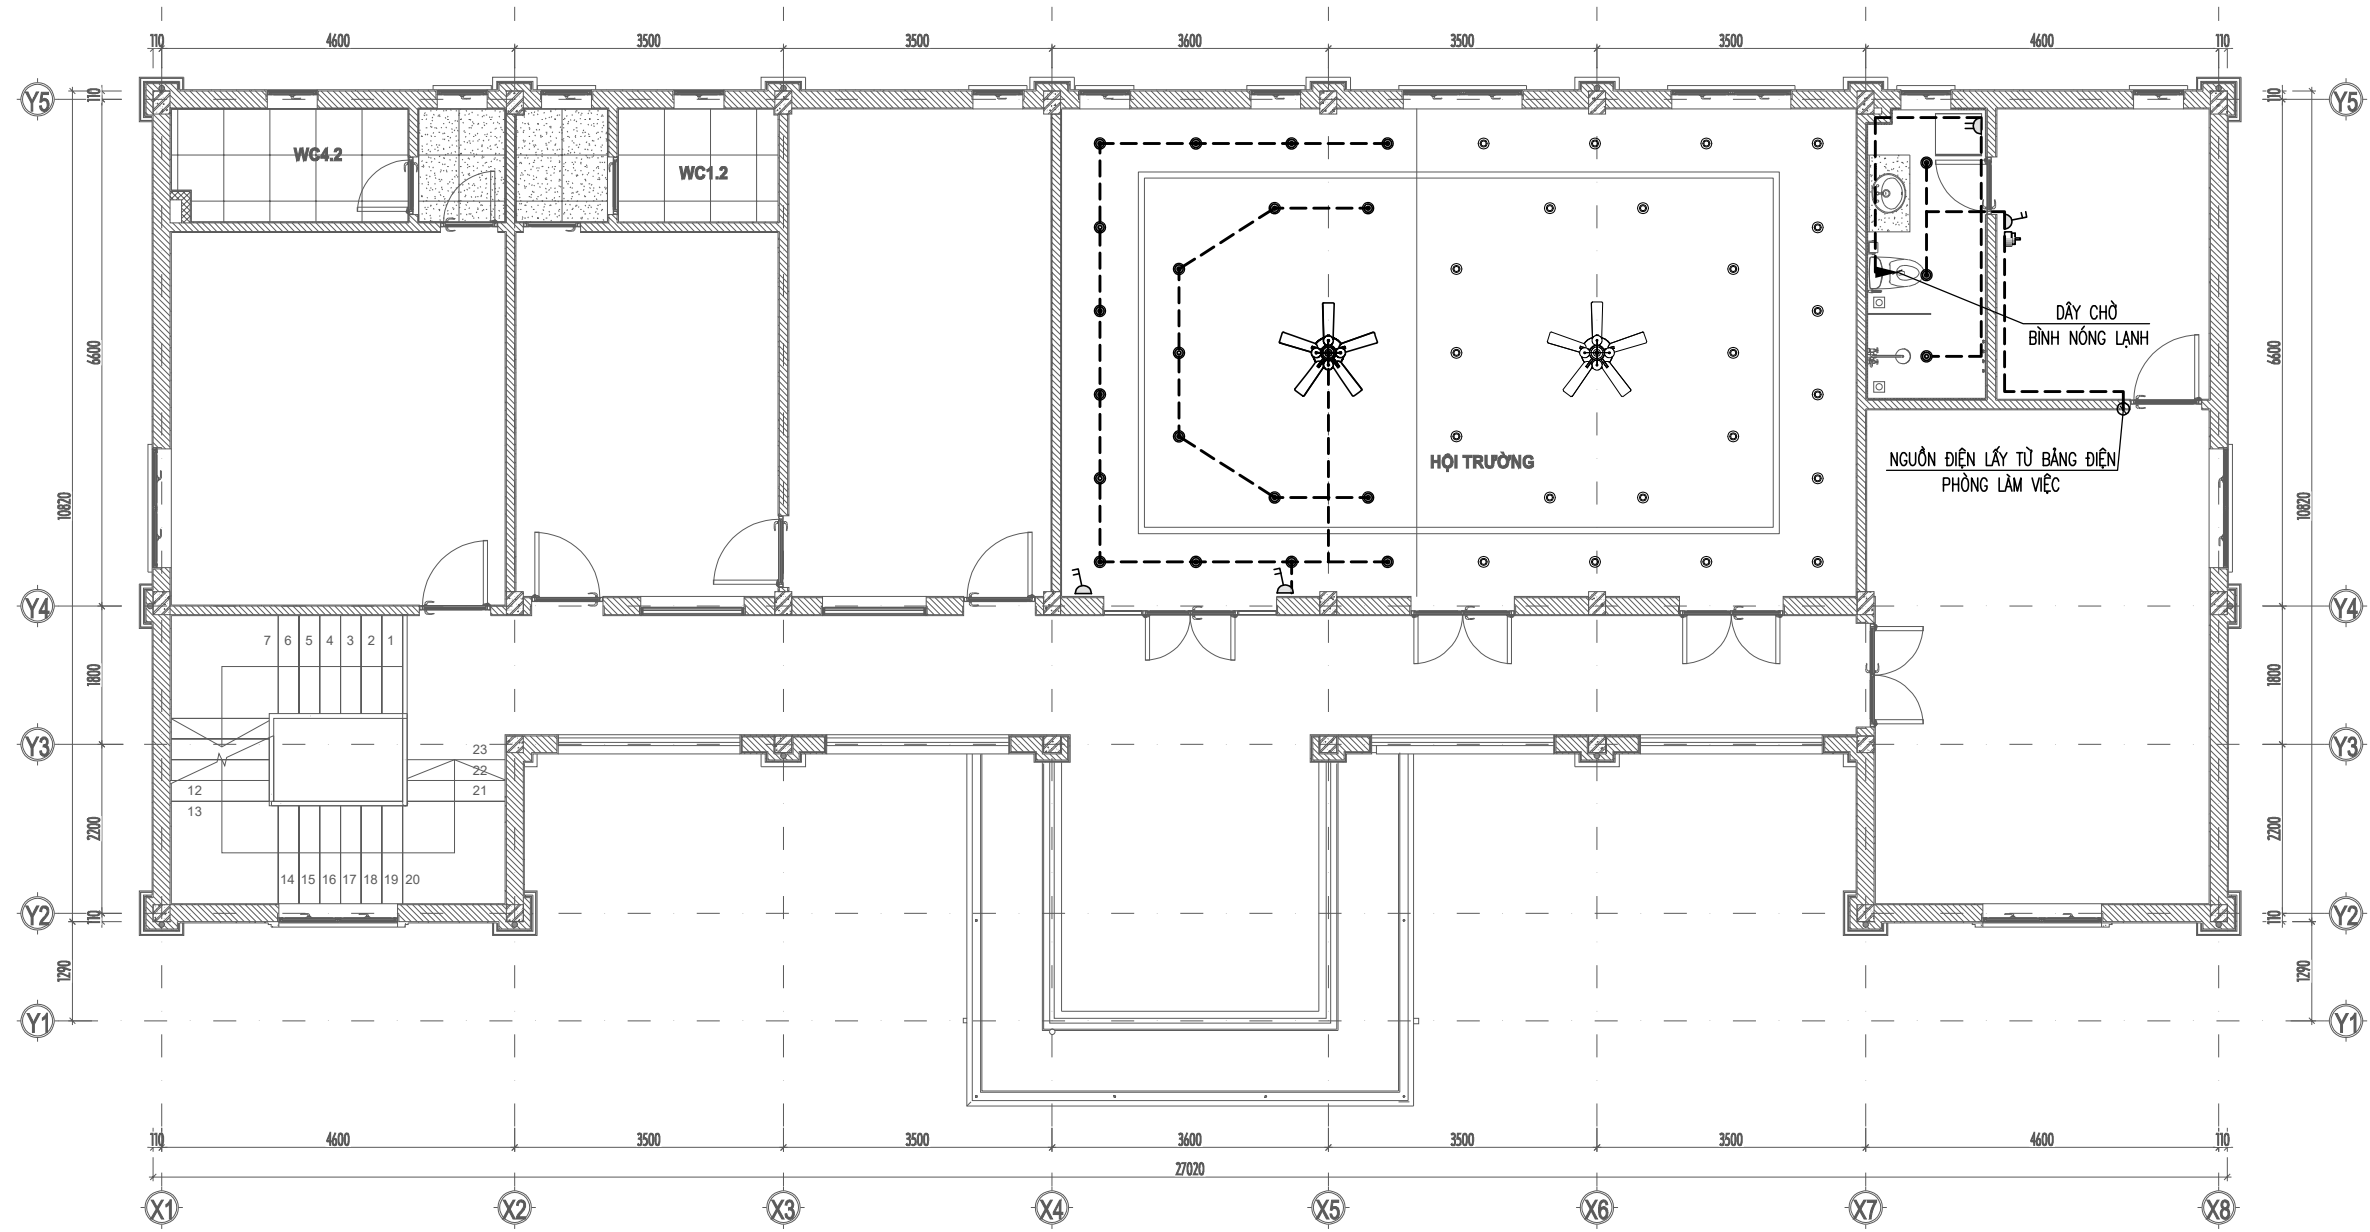 110 4600 3500 3500 3600 3500 3500 4600 110
Y5 110 110 Y5
WC4.2
WC1.2
DÂY CHỜ
BÌNH NÓNG LẠNH
6600 6600
HỘI TRƯỜNG
NGUỒN ĐIỆN LẤY TỪ BẢNG ĐIỆN
PHÒNG LÀM VIỆC
10820 10820
Y4 Y4
7 6 5 4 3 2 1
1800 1800
Y3 Y3
23
22
12 21
13
2200 2200
14 15 16 17 18 19 20
Y2 110 110 Y2
1290 1290
Y1 Y1
110 4600 3500 3500 3600 3500 3500 4600 110
27020
X1 X2 X3 X4 X5 X6 X7 X8